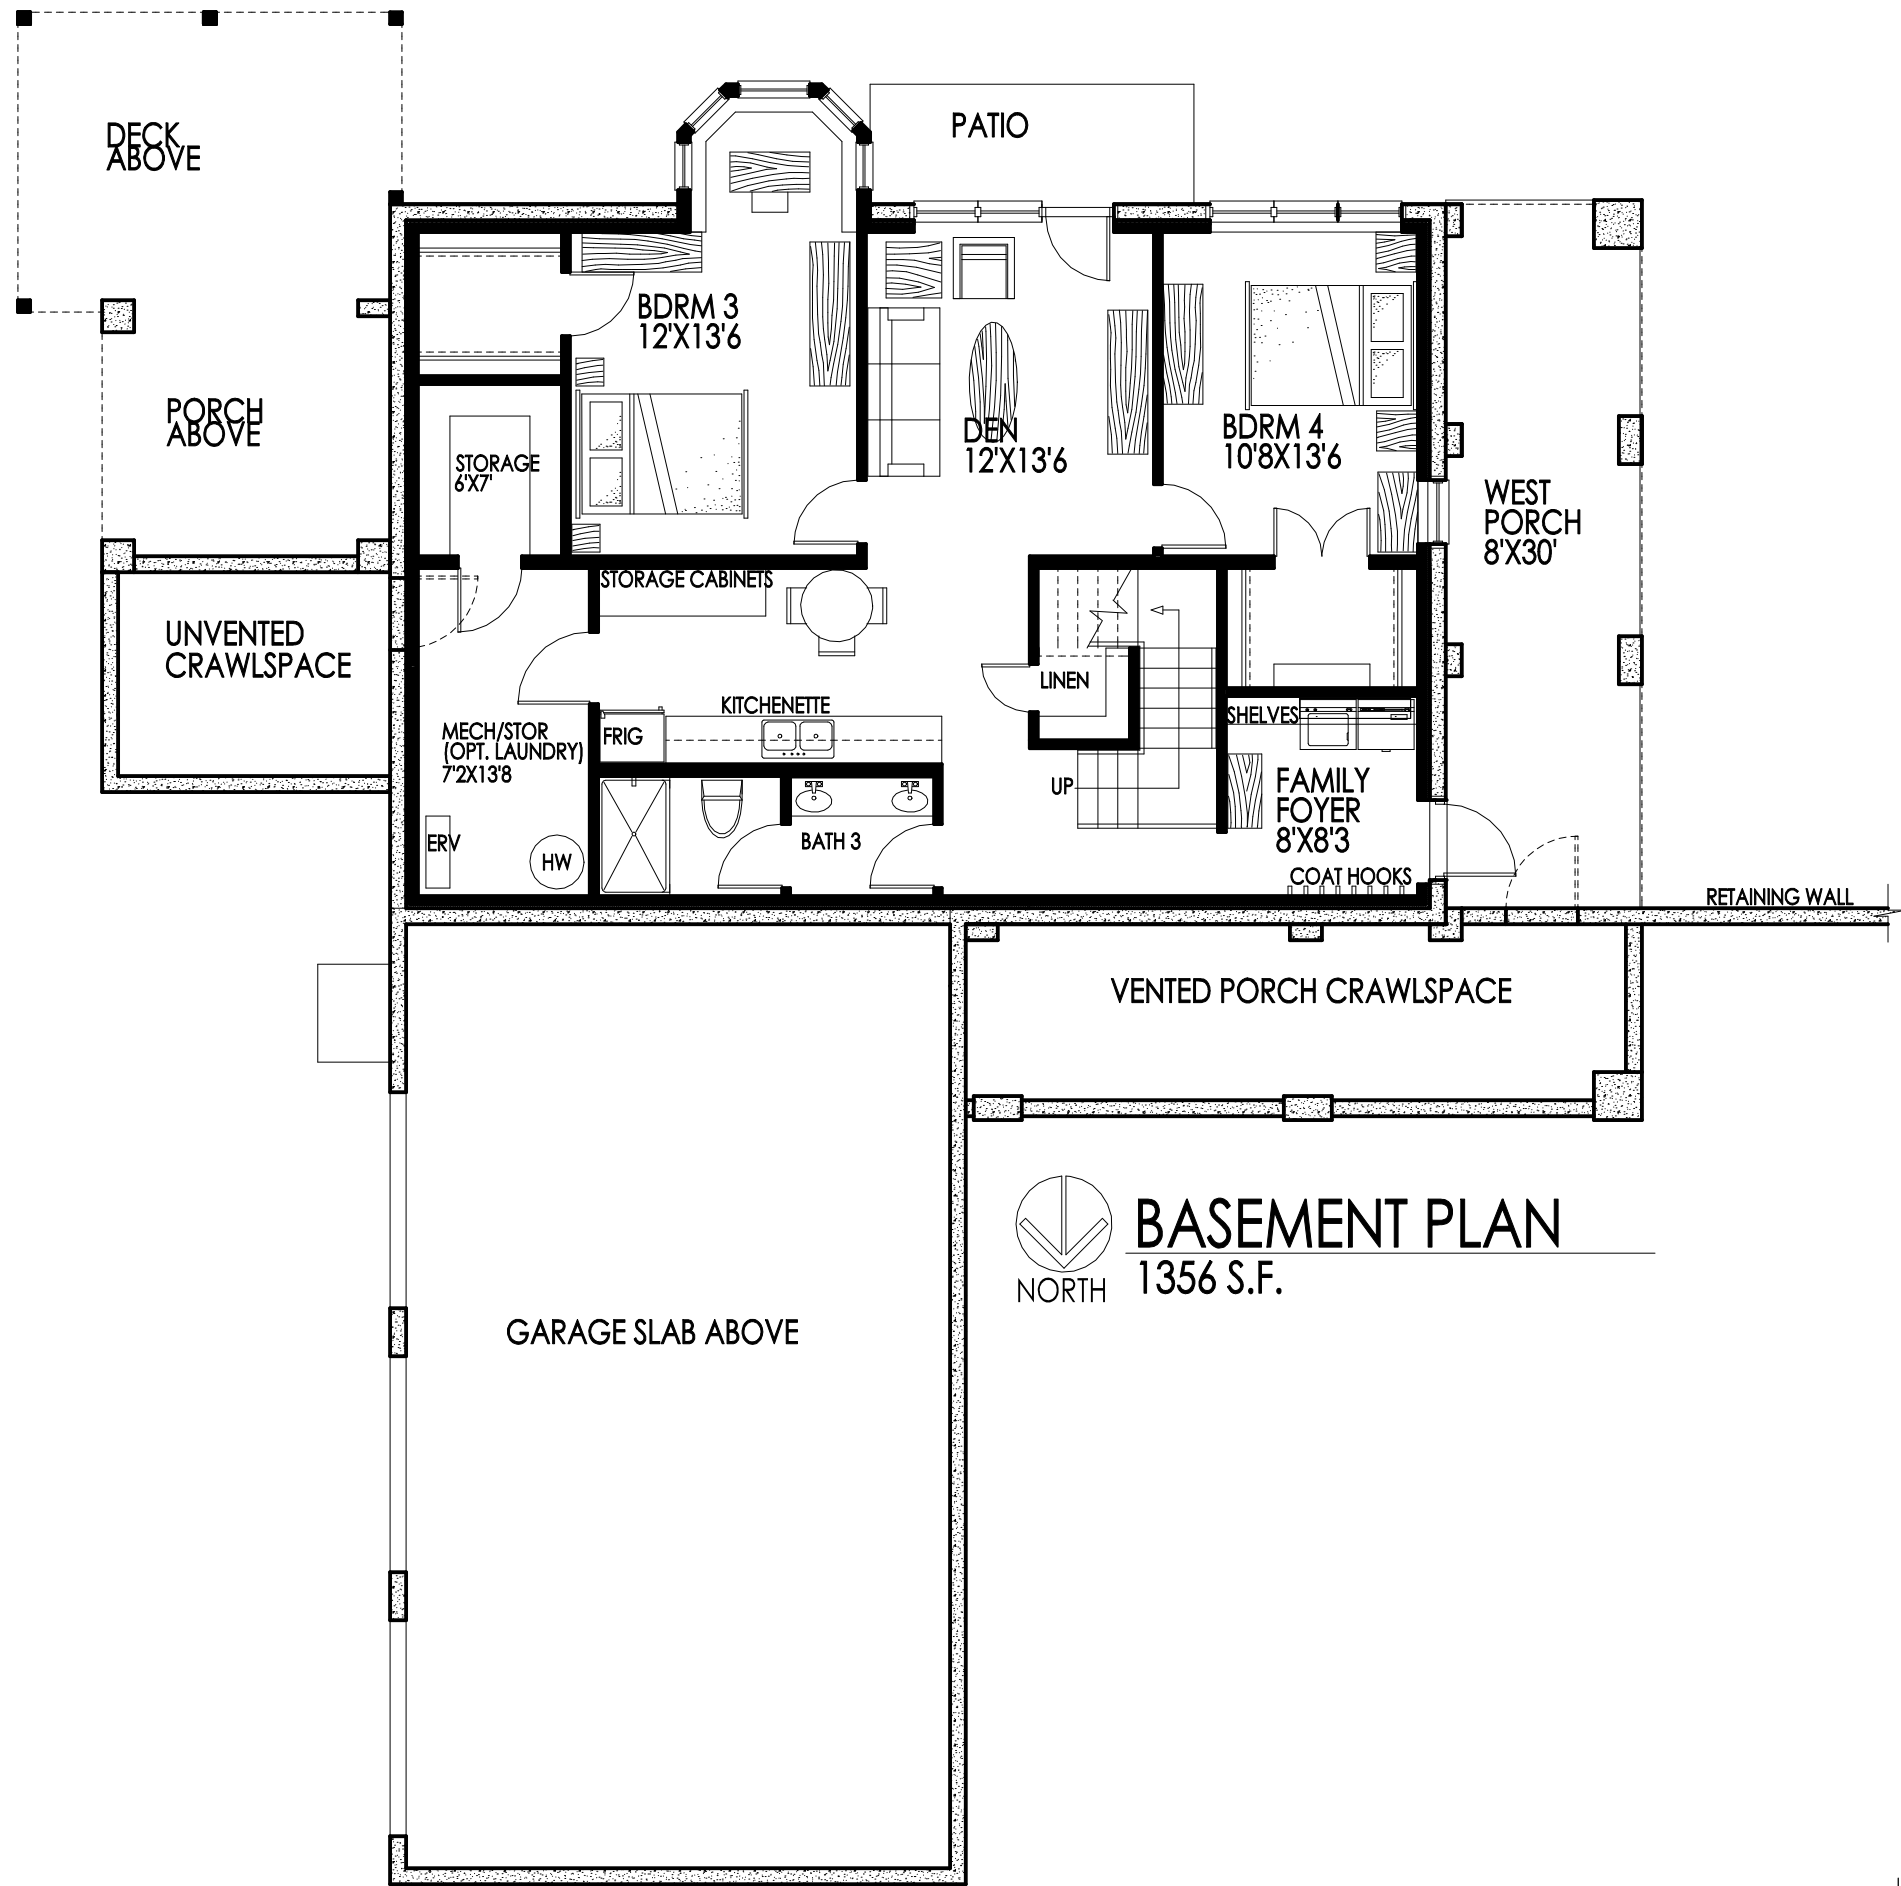 DECK
ABOVE
PATIO
BDRM 3
12'X13'6
PORCH
ABOVE
STORAGE
6'X7'
DEN
12'X13'6
BDRM 4
10'8X13'6
WEST
PORCH
8'X30'
STORAGE CABINETS
UNVENTED
CRAWLSPACE
LINEN
KITCHENETTE
SHELVES
MECH/STOR
(OPT. LAUNDRY)
7'2X13'8
FRIG
UP
FAMILY
FOYER
8'X8'3
ERV
HW
BATH 3
COAT HOOKS
RETAINING WALL
VENTED PORCH CRAWLSPACE
BASEMENT PLAN
1356 S.F.
NORTH
GARAGE SLAB ABOVE